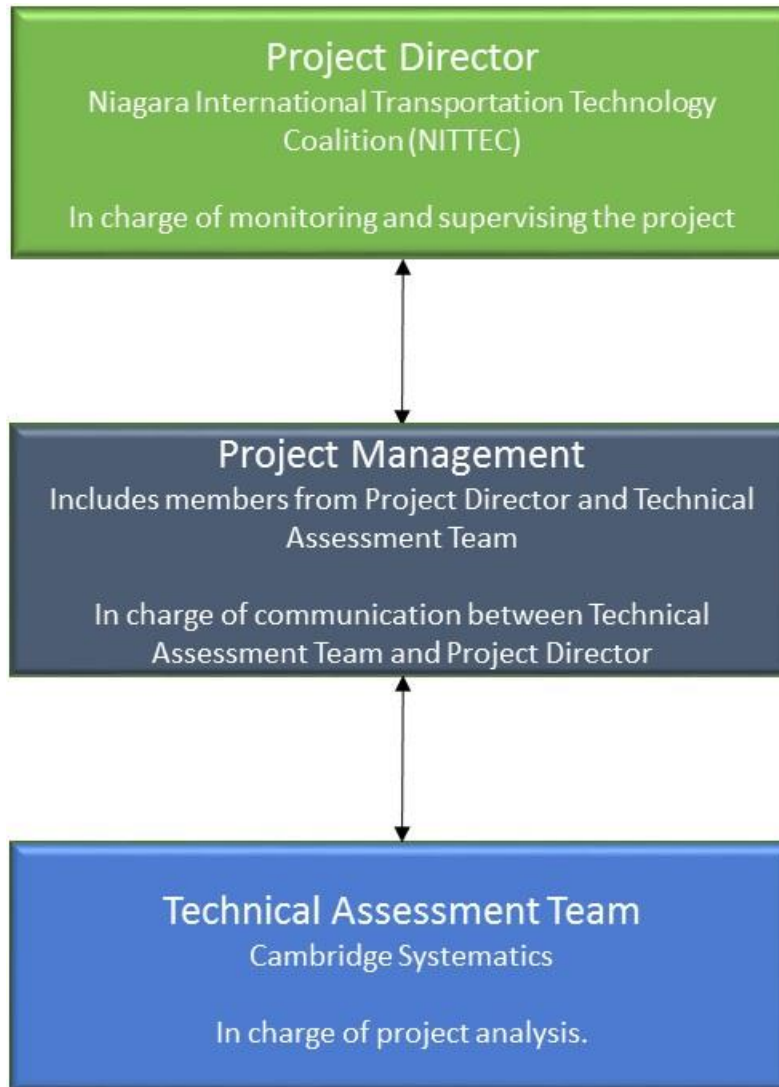 Project Director
Niagara International Transportation Technology
Coalition (NITTEC)
In charge of monitoring and supervising the project
Project Management
Includes members from Project Director and Technical
Assessment Team
In charge of communication between Technical
Assessment Team and Project Director
Technical Assessment Team
Cambridge Systematics
In charge of project analysis.